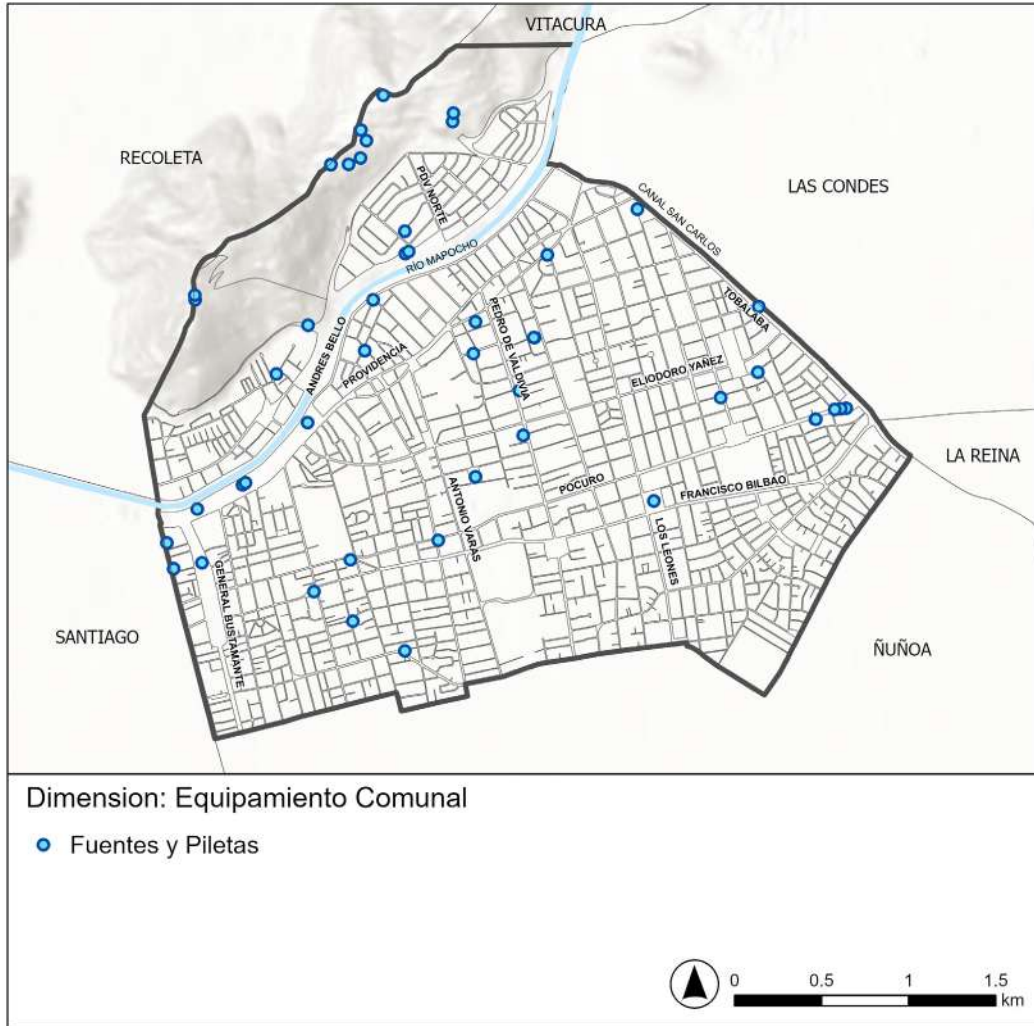 VITACURA
RECOLETA
LAS CONDES
PDV NORTE
CANAL SAN CARLOS
RÍO MAPOCHO
TOBALABA
PEDRO DE VALDIVIA
ANDRES BELLO
PROVIDENCIA
ELIODORO YAÑEZ
LA REINA
POCURO
FRANCISCO BILBAO
ANTONIO VARAS
LOS LEONES
GENERAL BUSTAMANTE
SANTIAGO
ÑUÑOA
Dimension: Equipamiento Comunal
Fuentes y Piletas
0 0.5 1 1.5
km